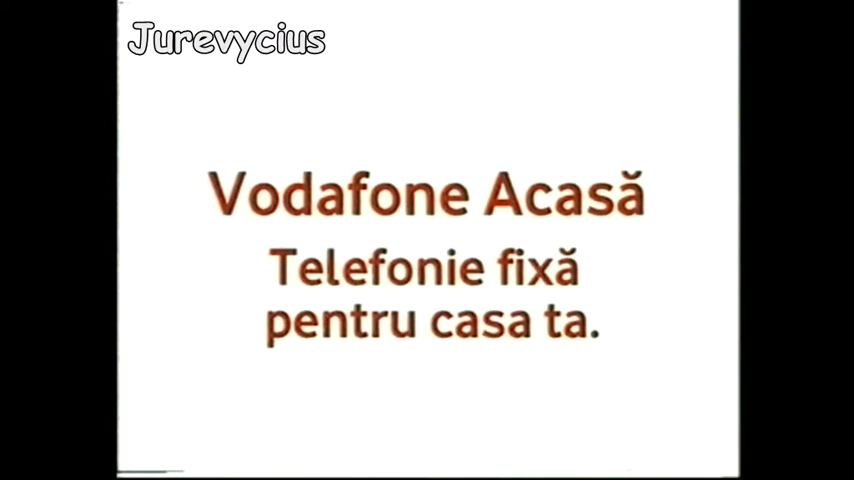 Jurevycius
Vodafone Acasă
Telefonie fixă
pentru casa ta.